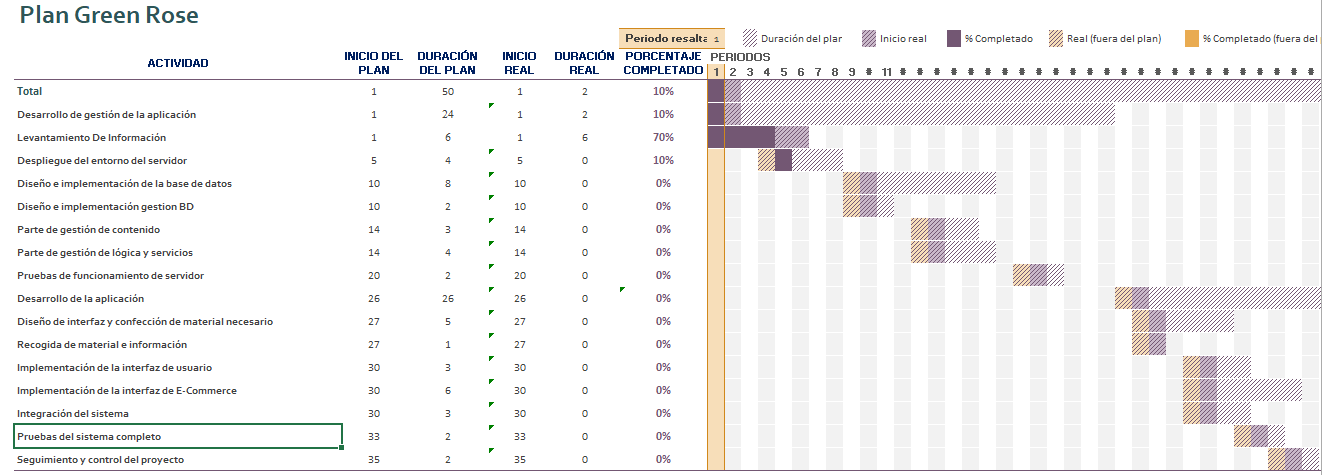 Plan Green Rose
Periodo resalta 1 Duración del plan Inicio real % Completado Real (fuera del plan) % Completado (fuera del
ACTIVIDAD INICIO DEL PLAN DURACIÓN DEL PLAN INICIO REAL DURACIÓN REAL PORCENTAJE COMPLETADO PERIODOS
1 2 3 4 5 6 7 8 9 * 11 * * * * * * * * * * * * * * * * * * * * * * * * *
Total 1 50 1 2 10%
Desarrollo de gestión de la aplicación 1 24 1 2 10%
Levantamiento De Información 1 6 1 6 70%
Despliegue del entorno del servidor 5 4 5 0 10%
Diseño e implementación de la base de datos 10 8 10 0 0%
Diseño e implementación gestion BD 10 2 10 0 0%
Parte de gestión de contenido 14 3 14 0 0%
Parte de gestión de lógica y servicios 14 4 14 0 0%
Pruebas de funcionamiento de servidor 20 2 20 0 0%
Desarrollo de la aplicación 26 26 26 0 0%
Diseño de interfaz y confección de material necesario 27 5 27 0 0%
Recogida de material e información 27 1 27 0 0%
Implementación de la interfaz de usuario 30 3 30 0 0%
Implementación de la interfaz de E-Commerce 30 6 30 0 0%
Integración del sistema 30 3 30 0 0%
Pruebas del sistema completo 33 2 33 0 0%
Seguimiento y control del proyecto 35 2 35 0 0%